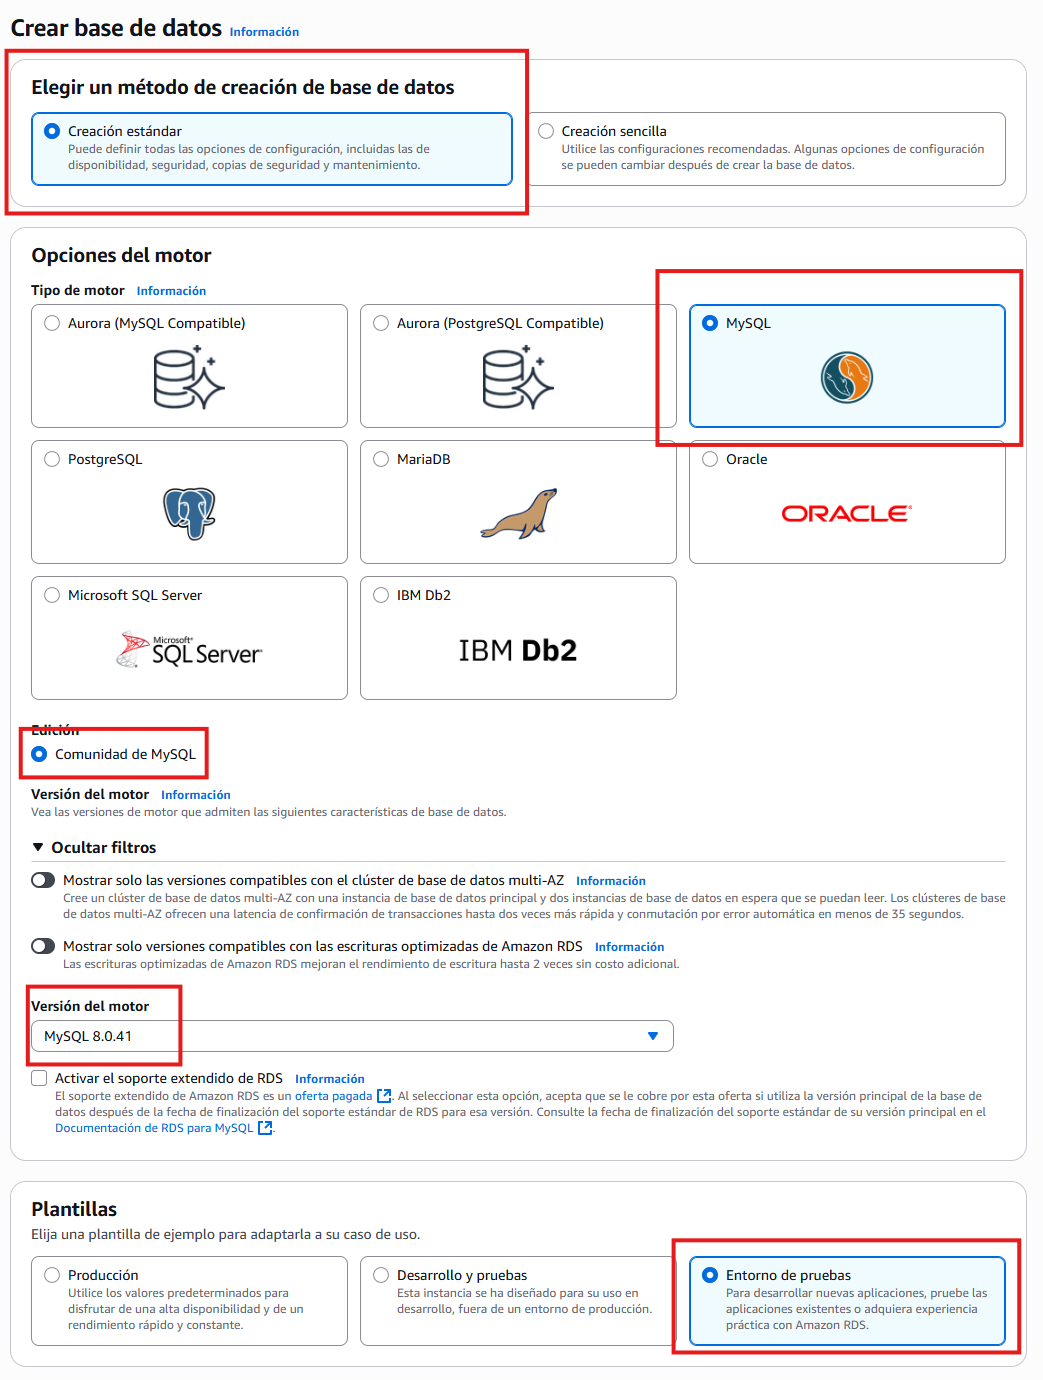 Crear base de datos Información
Elegir un método de creación de base de datos
Creación estándar
Puede definir todas las opciones de configuración, incluidas las de
disponibilidad, seguridad, copias de seguridad y mantenimiento.
Creación sencilla
Utilice las configuraciones recomendadas. Algunas opciones de configuración
se pueden cambiar después de crear la base de datos.
Opciones del motor
Tipo de motor Información
Aurora (MySQL Compatible)
Aurora (PostgreSQL Compatible)
MySQL
PostgreSQL
MariaDB
Oracle
ORACLE
Microsoft SQL Server
Microsoft
SQL Server
IBM Db2
IBM Db2
Edición
Comunidad de MySQL
Versión del motor Información
Vea las versiones de motor que admiten las siguientes características de base de datos.
Ocultar filtros
Mostrar solo las versiones compatibles con el clúster de base de datos multi-AZ Información
Cree un clúster de base de datos multi-AZ con una instancia de base de datos principal y dos instancias de base de datos en espera que se puedan leer. Los clústeres de base
de datos multi-AZ ofrecen una latencia de confirmación de transacciones hasta dos veces más rápida y conmutación por error automática en menos de 35 segundos.
Mostrar solo versiones compatibles con las escrituras optimizadas de Amazon RDS Información
Las escrituras optimizadas de Amazon RDS mejoran el rendimiento de escritura hasta 2 veces sin costo adicional.
Versión del motor
MySQL 8.0.41
Activar el soporte extendido de RDS Información
El soporte extendido de Amazon RDS es un oferta pagada. Al seleccionar esta opción, acepta que se le cobre por esta oferta si utiliza la versión principal de la base de
datos después de la fecha de finalización del soporte estándar de RDS para esa versión. Consulte la fecha de finalización del soporte estándar de su versión principal en el
Documentación de RDS para MySQL.
Plantillas
Elija una plantilla de ejemplo para adaptarla a su caso de uso.
Producción
Utilice los valores predeterminados para
disfrutar de una alta disponibilidad y de un
rendimiento rápido y constante.
Desarrollo y pruebas
Esta instancia se ha diseñado para su uso en
desarrollo, fuera de un entorno de producción.
Entorno de pruebas
Para desarrollar nuevas aplicaciones, pruebe las
aplicaciones existentes o adquiera experiencia
práctica con Amazon RDS.